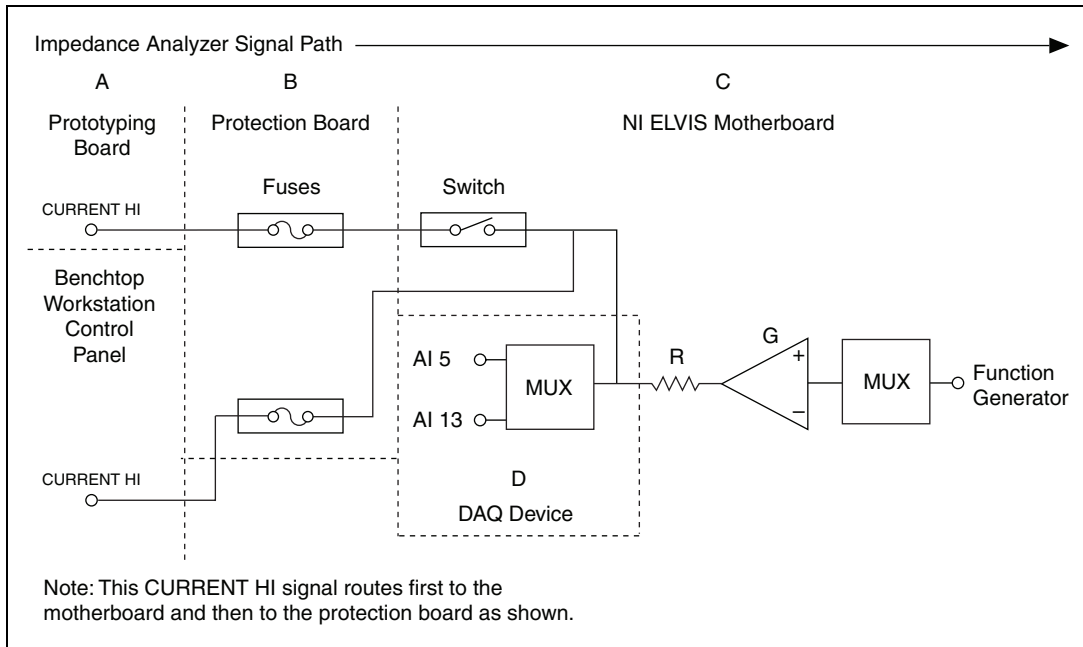 Impedance Analyzer Signal Path
A
B
C
Prototyping
Board
Protection Board
NI ELVIS Motherboard
Fuses
Switch
CURRENT HI
Benchtop
Workstation
Control
Panel
AI 5
AI 13
MUX
R
G
+
−
MUX
Function
Generator
CURRENT HI
D
DAQ Device
Note: This CURRENT HI signal routes first to the
motherboard and then to the protection board as shown.